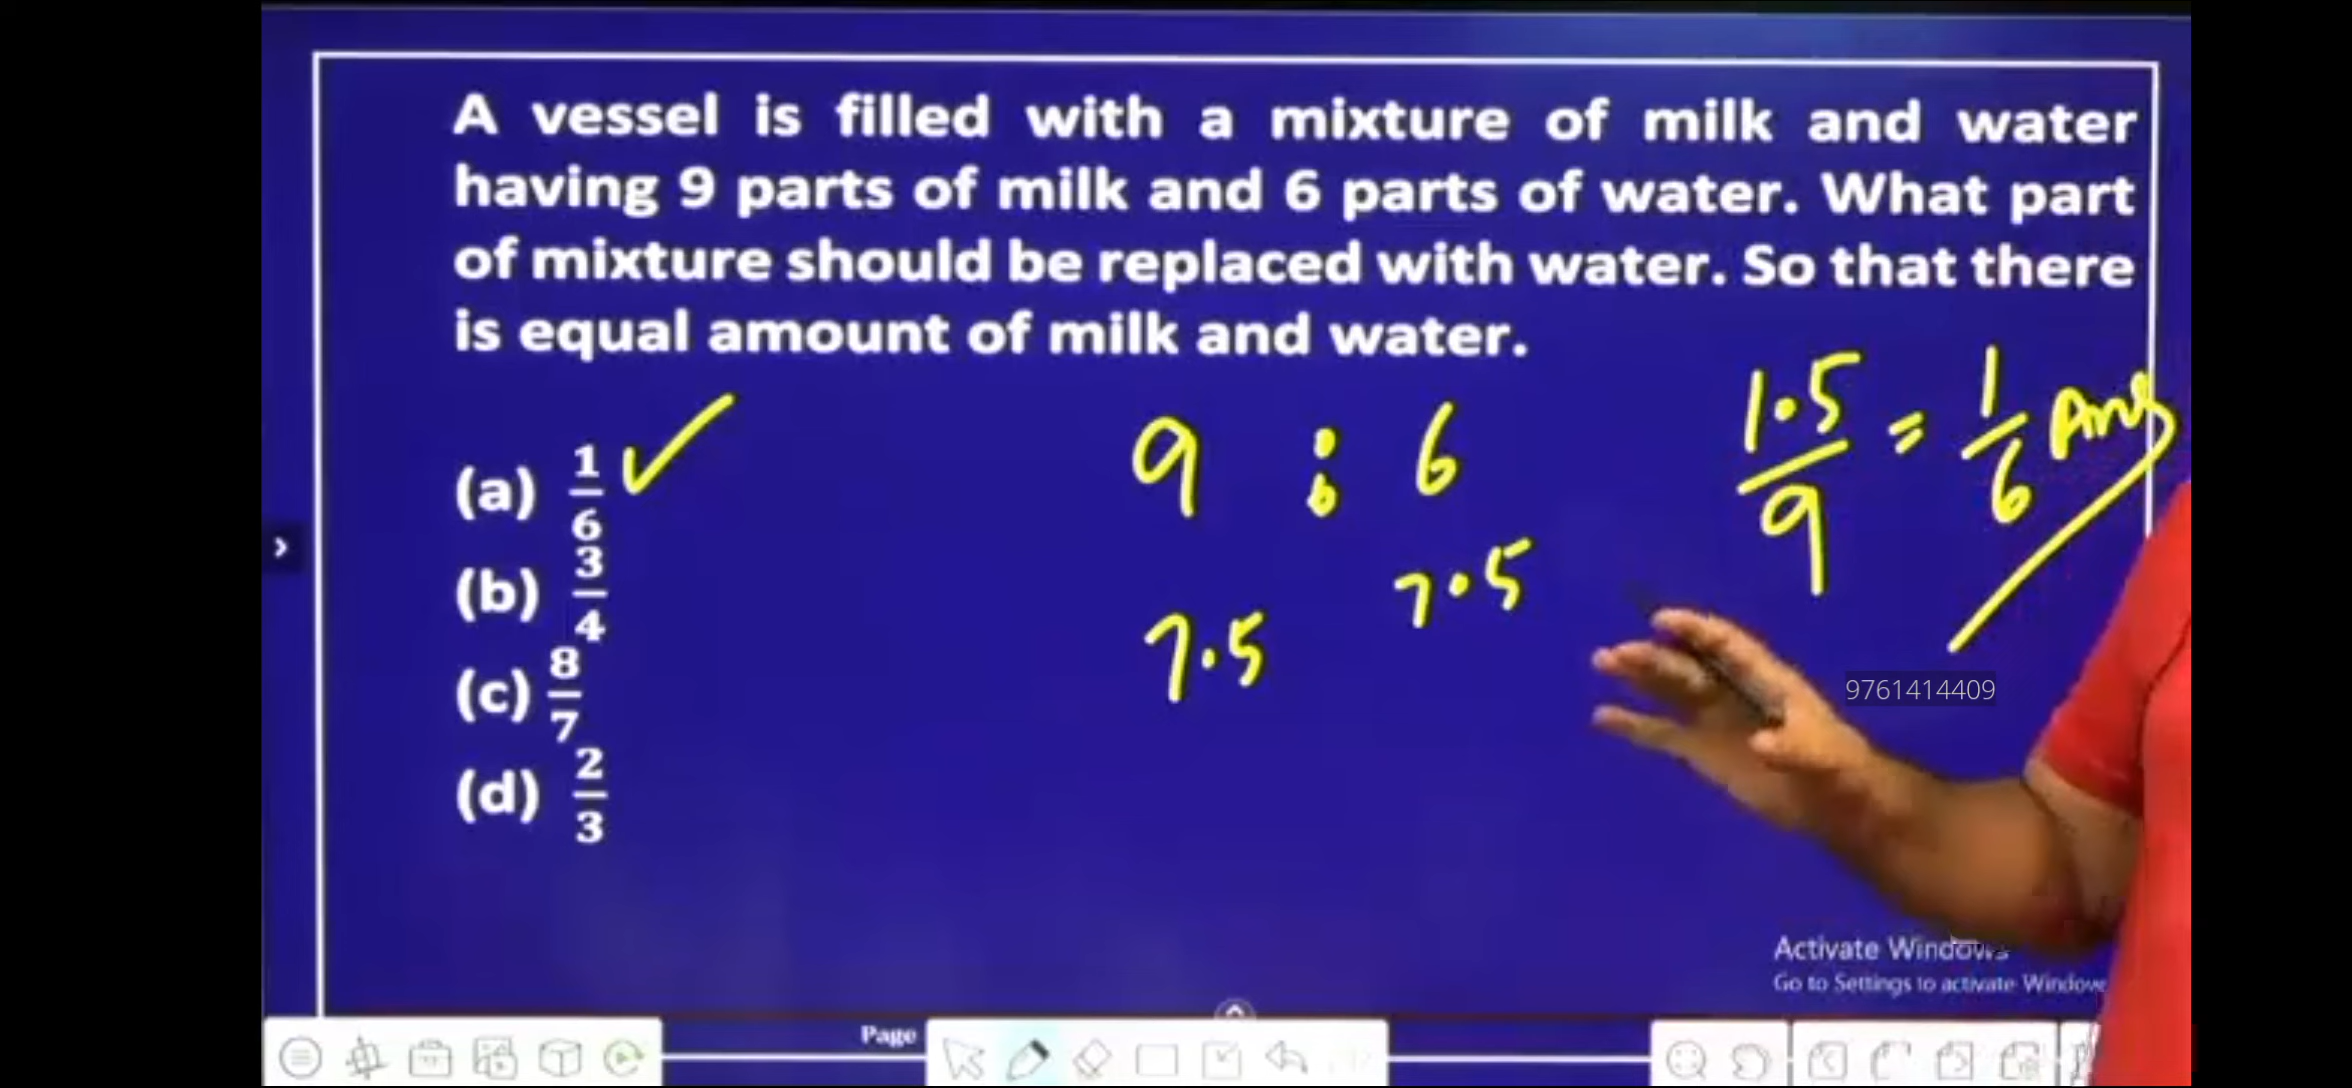 A vessel is filled with a mixture of milk and water
having 9 parts of milk and 6 parts of water. What part
of mixture should be replaced with water. So that there
is equal amount of milk and water.
(a) 1/6 ✓
(b) 3/4
(c) 8/7
(d) 2/3
9 : 6
7.5
7.5
1.5/9 = 1/6 Ans
9761414409
Activate Windows
Go to Settings to activate Window
Page